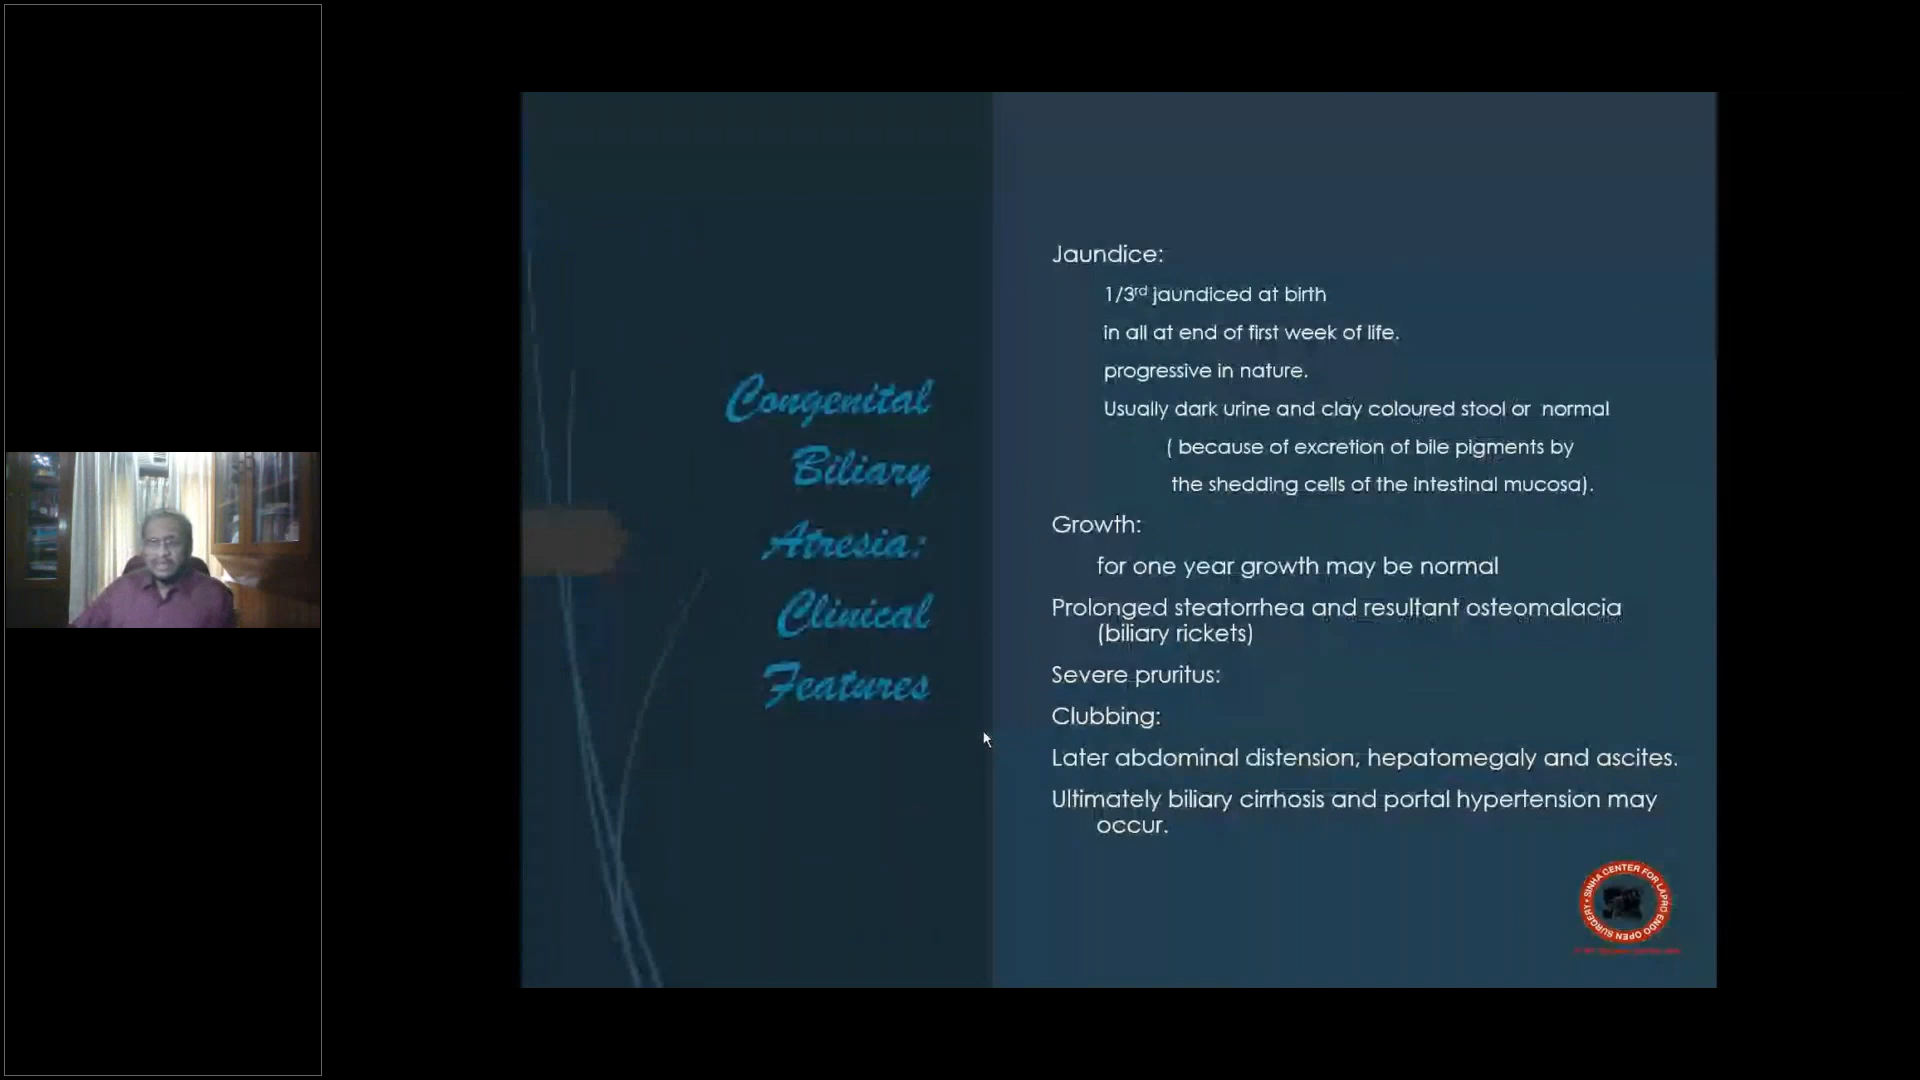 Congenital
Biliary
Atresia:
Clinical
Features
Jaundice:
1/3rd jaundiced at birth
in all at end of first week of life.
progressive in nature.
Usually dark urine and clay coloured stool or normal
( because of excretion of bile pigments by
the shedding cells of the intestinal mucosa).
Growth:
for one year growth may be normal
Prolonged steatorrhea and resultant osteomalacia
(biliary rickets)
Severe pruritus:
Clubbing:
Later abdominal distension, hepatomegaly and ascites.
Ultimately biliary cirrhosis and portal hypertension may
occur.
SINHA CENTER FOR LAPRO ENDO OPEN SURGERY